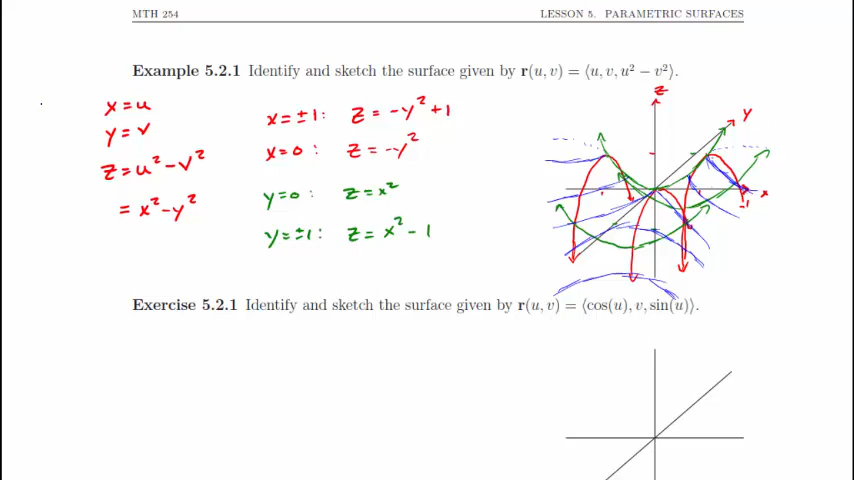 MTH 254 LESSON 5. PARAMETRIC SURFACES
Example 5.2.1 Identify and sketch the surface given by r(u, v) = ⟨u, v, u² − v²⟩.
x = u
y = v
z = u² − v²
= x² − y²
x = ±1: z = −y² + 1
x = 0: z = −y²
y = 0: z = x²
y = ±1: z = x² − 1
z
y
x
-1
Exercise 5.2.1 Identify and sketch the surface given by r(u, v) = ⟨cos(u), v, sin(u)⟩.